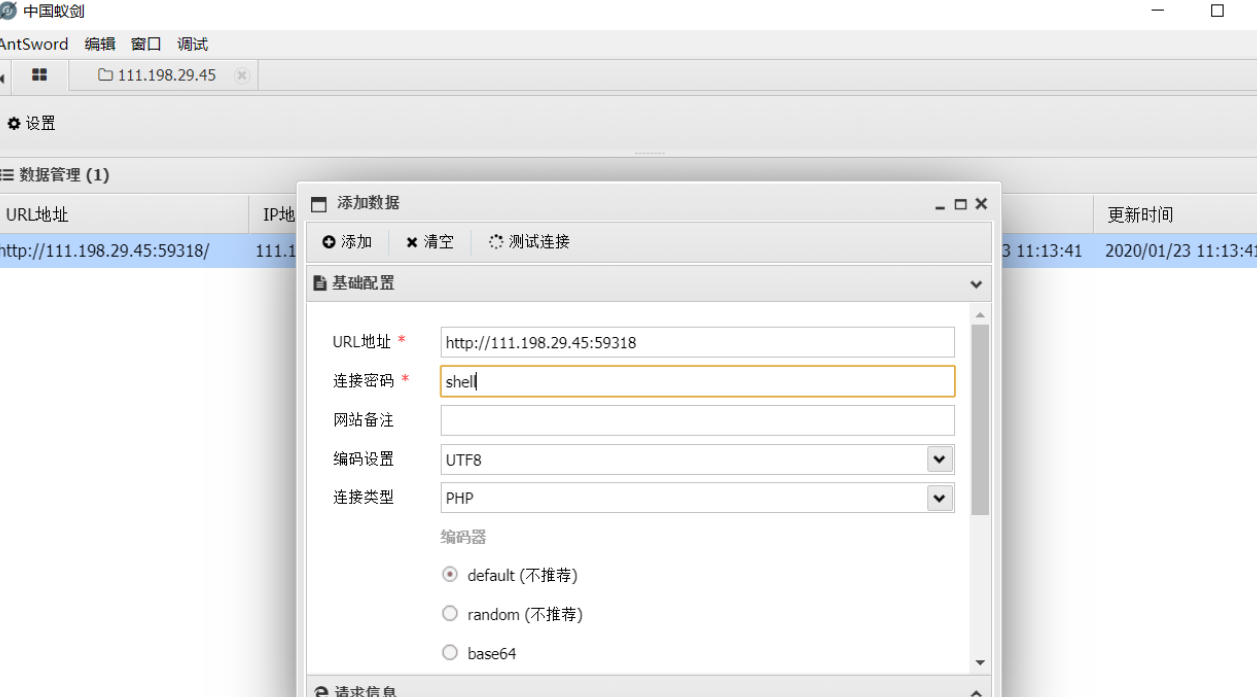 中国蚁剑
AntSword 编辑 窗口 调试
111.198.29.45
设置
数据管理 (1)
URL地址 IP地 更新时间
http://111.198.29.45:59318/ 111.1 3 11:13:41 2020/01/23 11:13:41
添加数据
添加 清空 测试连接
基础配置
URL地址 * http://111.198.29.45:59318
连接密码 * shell
网站备注
编码设置 UTF8
连接类型 PHP
编码器
default (不推荐)
random (不推荐)
base64
请求信息